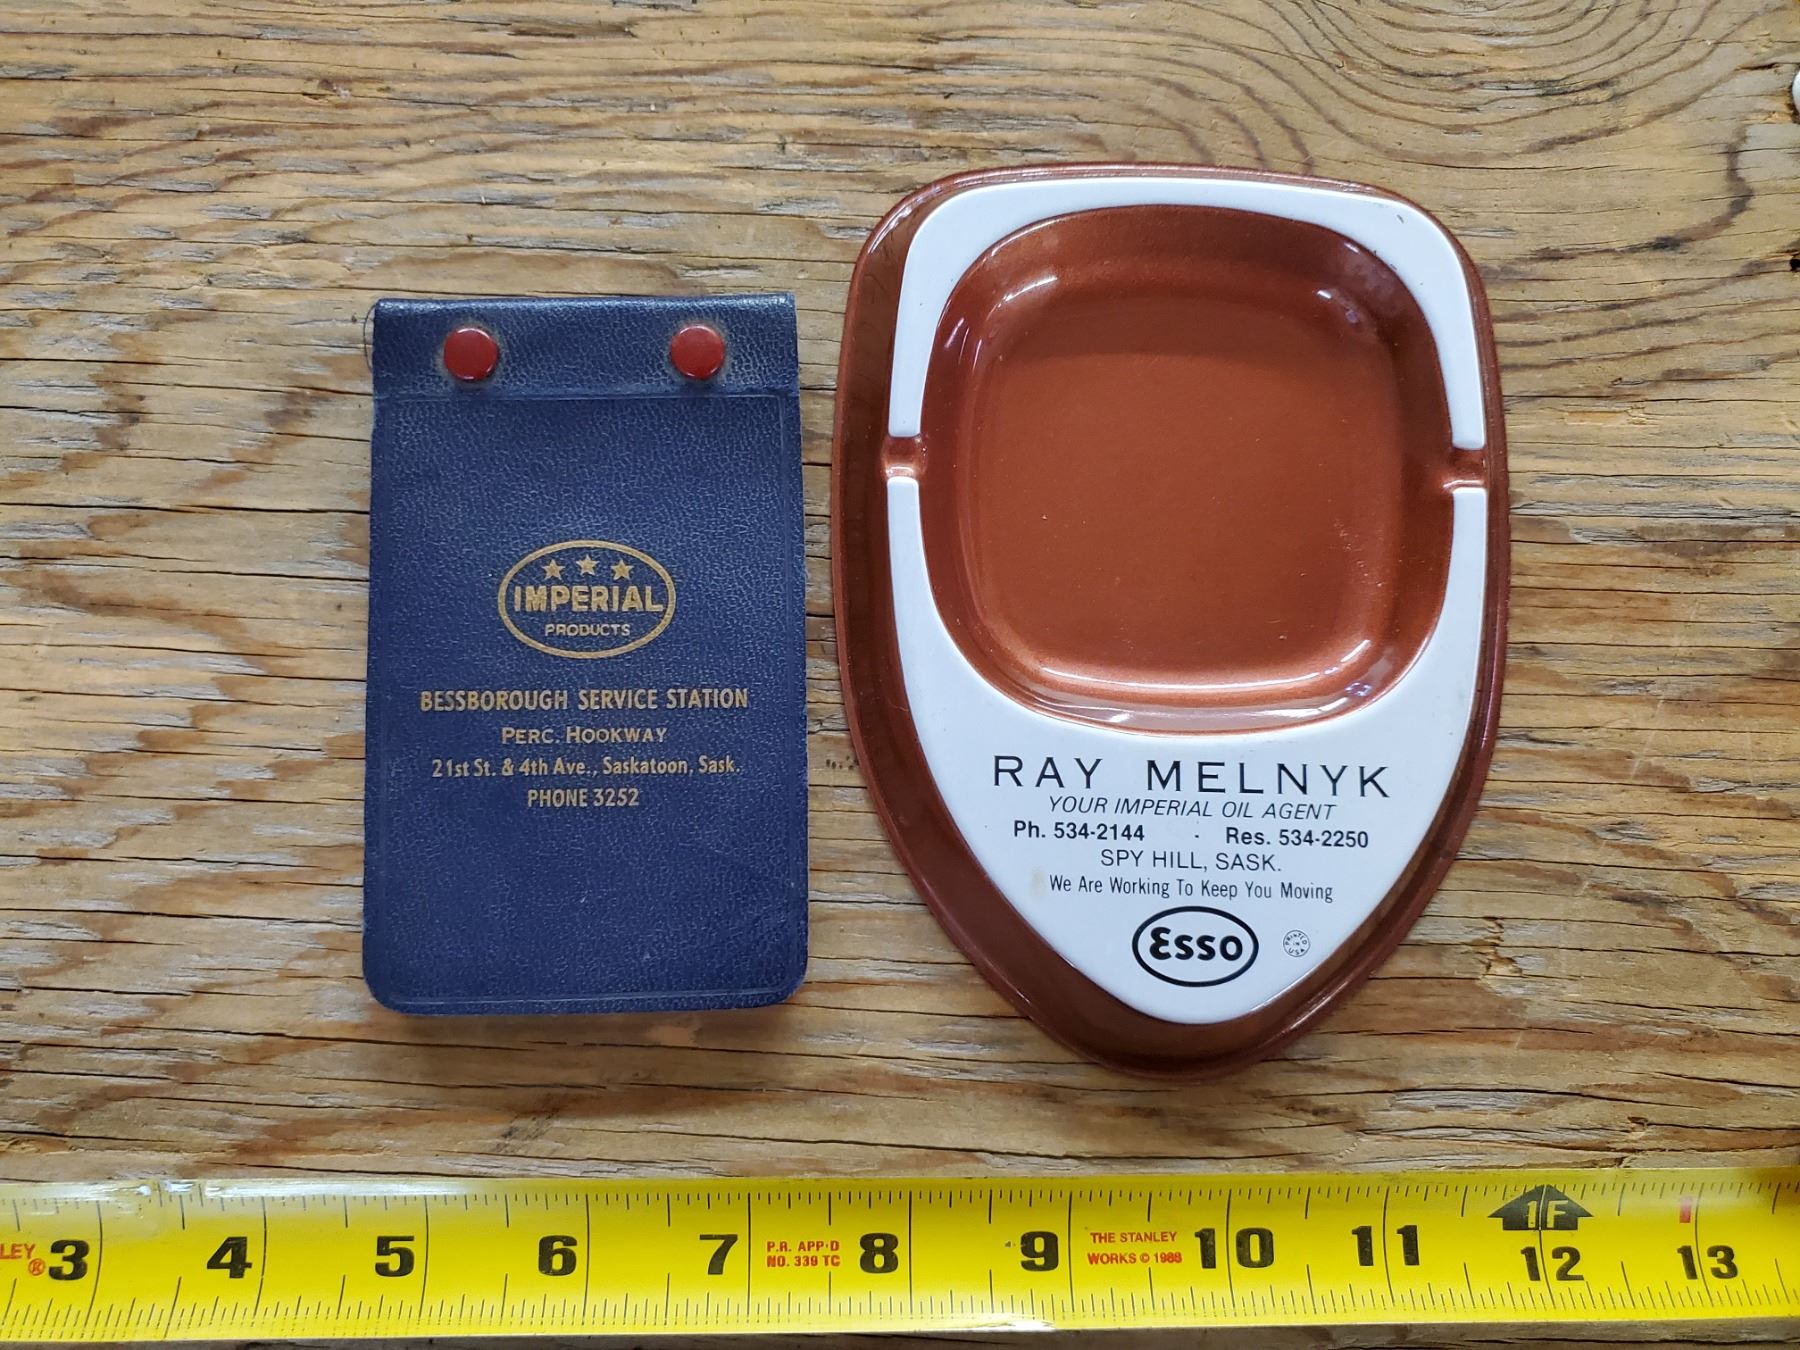 IMPERIAL
PRODUCTS
BESSBOROUGH SERVICE STATION
PERC. HOOKWAY
21st St. & 4th Ave., Saskatoon, Sask.
PHONE 3252
RAY MELNYK
YOUR IMPERIAL OIL AGENT
Ph. 534-2144 · Res. 534-2250
SPY HILL, SASK.
We Are Working To Keep You Moving
Esso
PRINTED IN USA
LEY® 3 4 5 6 7 8 9 10 11 12 13
P.R. APP'D
NO. 339 TC
THE STANLEY
WORKS © 1988
1F